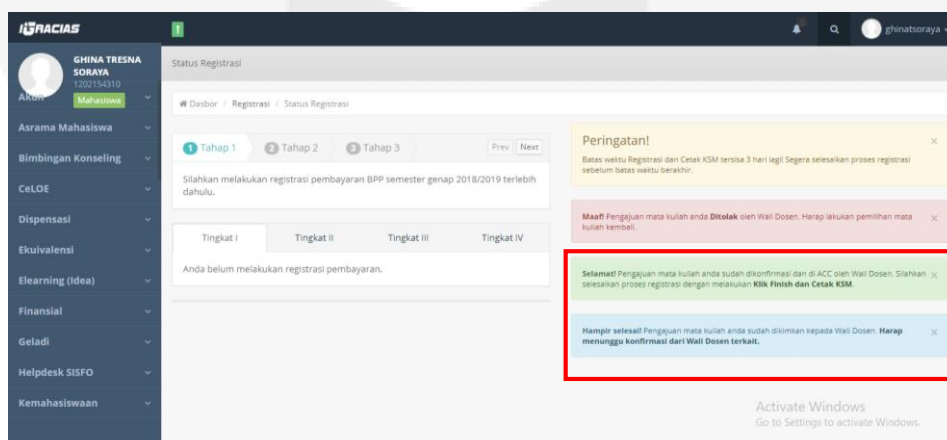 iGRACIAS
ghinatsoraya
GHINA TRESNA
SORAYA
1202154310
Mahasiswa
Akun
Asrama Mahasiswa
Bimbingan Konseling
CeLOE
Dispensasi
Ekuivalensi
Elearning (Idea)
Finansial
Geladi
Helpdesk SISFO
Kemahasiswaan
Status Registrasi
Dasbor / Registrasi / Status Registrasi
1 Tahap 1 2 Tahap 2 3 Tahap 3 Prev Next
Silahkan melakukan registrasi pembayaran BPP semester genap 2018/2019 terlebih
dahulu.
Tingkat I Tingkat II Tingkat III Tingkat IV
Anda belum melakukan registrasi pembayaran.
Peringatan! ×
Batas waktu Registrasi dan Cetak KSM tersisa 3 hari lagi! Segera selesaikan proses registrasi
sebelum batas waktu berakhir.
Maaf! Pengajuan mata kuliah anda Ditolak oleh Wali Dosen. Harap lakukan pemilihan mata ×
kuliah kembali.
Selamat! Pengajuan mata kuliah anda sudah dikonfirmasi dan di ACC oleh Wali Dosen. Silahkan ×
selesaikan proses registrasi dengan melakukan Klik Finish dan Cetak KSM.
Hampir selesai! Pengajuan mata kuliah anda sudah dikimkan kepada Wali Dosen. Harap ×
menunggu konfirmasi dari Wali Dosen terkait.
Activate Windows
Go to Settings to activate Windows.